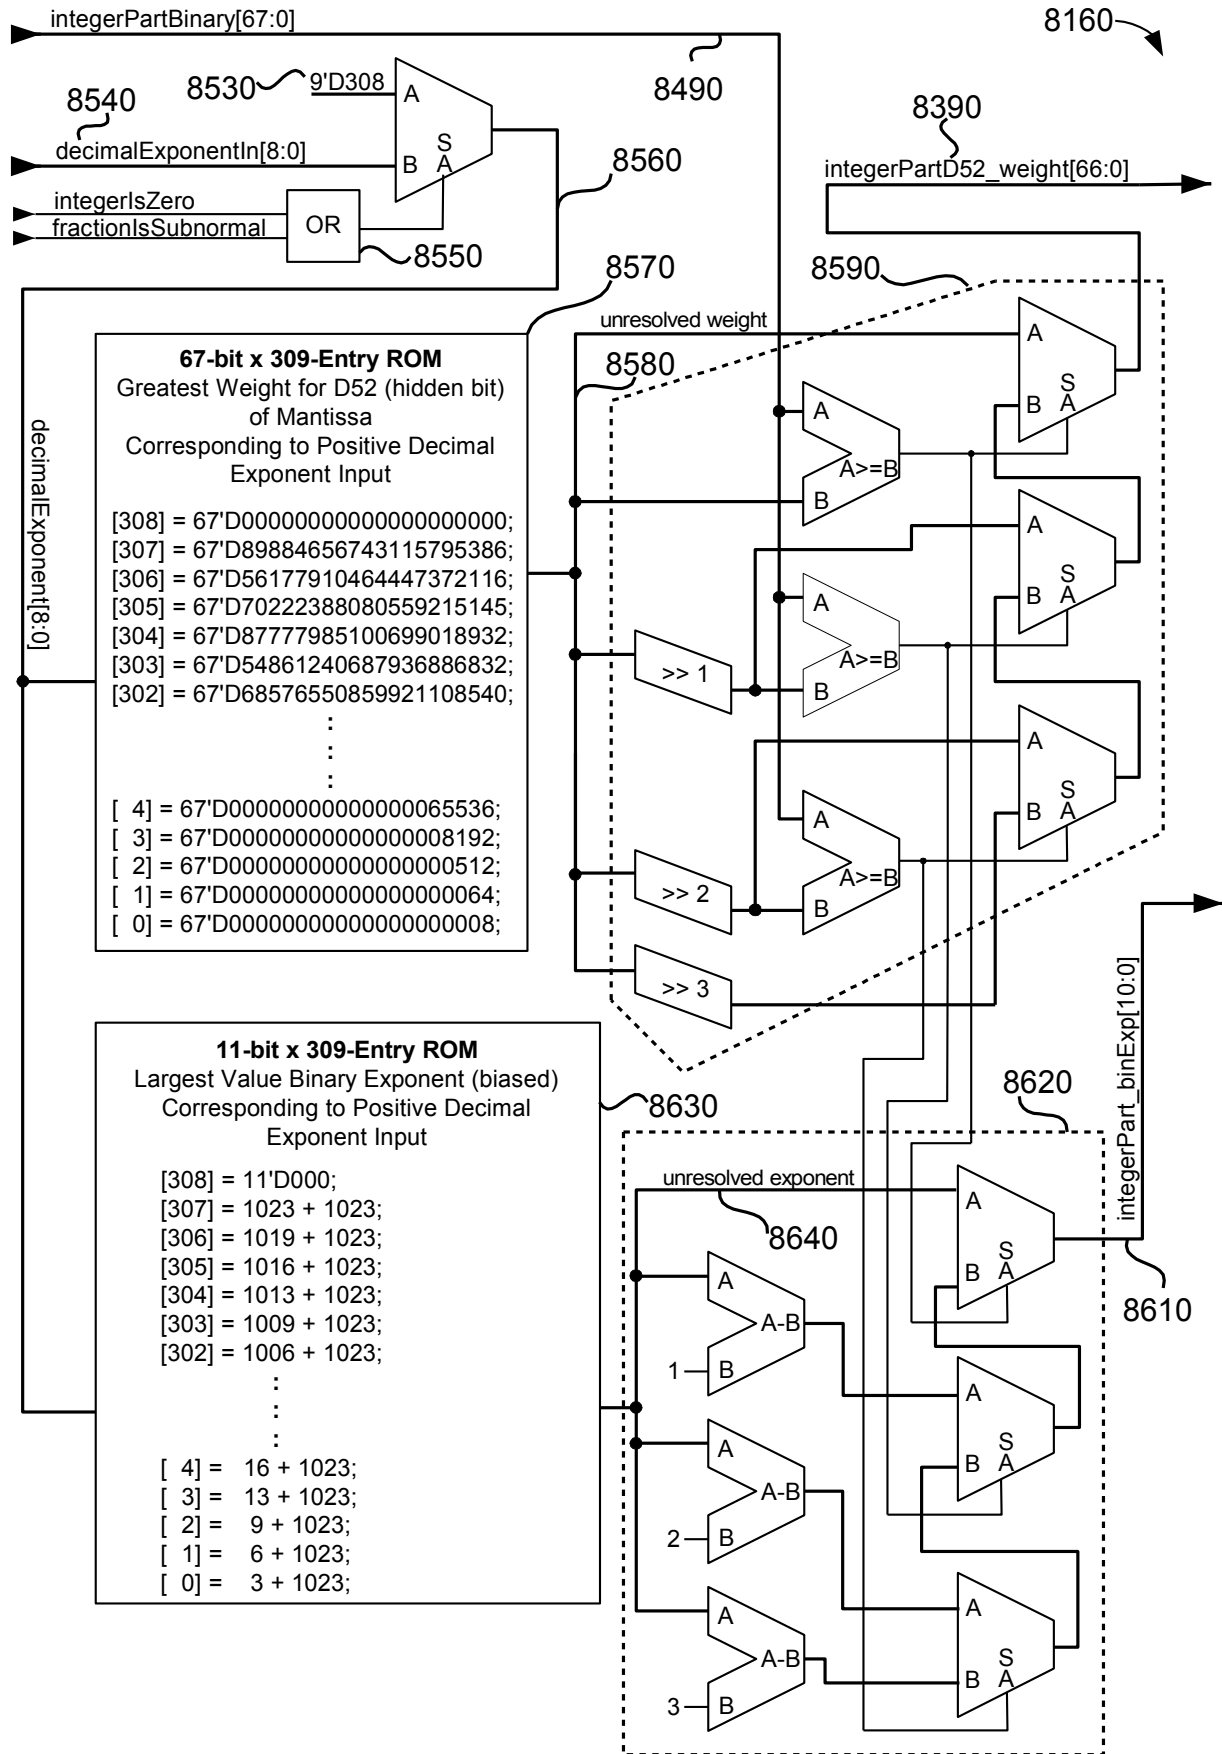 integerPartBinary[67:0]
8160
8530
9'D308
A
8490
8540
8390
decimalExponentIn[8:0]
B
S
A
8560
integerPartD52_weight[66:0]
integerIsZero
fractionIsSubnormal
OR
8550
8570
8590
unresolved weight
A
67-bit x 309-Entry ROM
Greatest Weight for D52 (hidden bit)
of Mantissa
Corresponding to Positive Decimal
Exponent Input
8580
B
S
A
A
A>=B
B
decimalExponent[8:0]
[308] = 67'D00000000000000000000;
[307] = 67'D89884656743115795386;
[306] = 67'D56177910464447372116;
[305] = 67'D70222388080559215145;
[304] = 67'D87777985100699018932;
[303] = 67'D54861240687936886832;
[302] = 67'D68576550859921108540;
A
S
B
A
A
A>=B
B
>> 1
A
S
B
A
[ 4] = 67'D00000000000000065536;
[ 3] = 67'D00000000000000008192;
[ 2] = 67'D00000000000000000512;
[ 1] = 67'D00000000000000000064;
[ 0] = 67'D00000000000000000008;
A
A>=B
B
>> 2
>> 3
integerPart_binExp[10:0]
11-bit x 309-Entry ROM
Largest Value Binary Exponent (biased)
Corresponding to Positive Decimal
Exponent Input
8630
8620
[308] = 11'D000;
[307] = 1023 + 1023;
[306] = 1019 + 1023;
[305] = 1016 + 1023;
[304] = 1013 + 1023;
[303] = 1009 + 1023;
[302] = 1006 + 1023;
[ 4] = 16 + 1023;
[ 3] = 13 + 1023;
[ 2] = 9 + 1023;
[ 1] = 6 + 1023;
[ 0] = 3 + 1023;
unresolved exponent
8640
A
S
B
A
8610
A
A-B
1
B
A
S
B
A
A
A-B
2
B
A
S
B
A
A
A-B
3
B